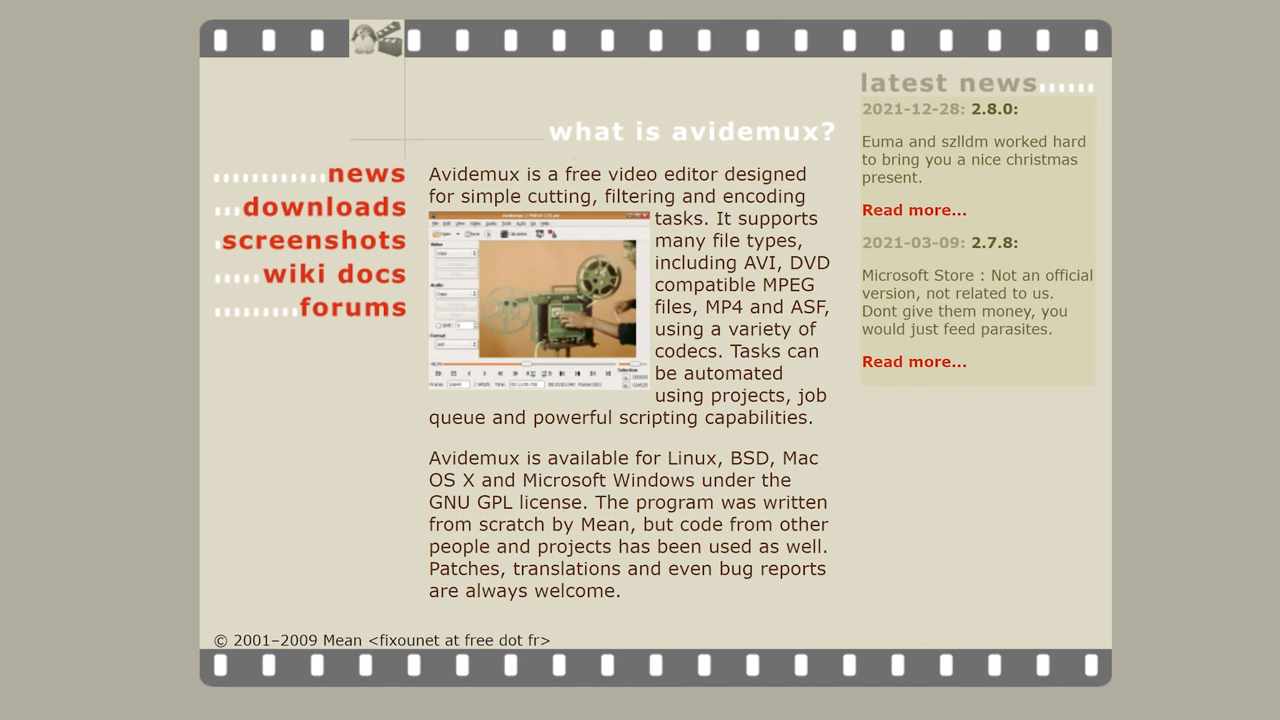 what is avidemux?
news
downloads
screenshots
wiki docs
forums
Avidemux is a free video editor designed
for simple cutting, filtering and encoding
tasks. It supports
many file types,
including AVI, DVD
compatible MPEG
files, MP4 and ASF,
using a variety of
codecs. Tasks can
be automated
using projects, job
queue and powerful scripting capabilities.
Avidemux is available for Linux, BSD, Mac
OS X and Microsoft Windows under the
GNU GPL license. The program was written
from scratch by Mean, but code from other
people and projects has been used as well.
Patches, translations and even bug reports
are always welcome.
latest news
2021-12-28: 2.8.0:
Euma and szlldm worked hard
to bring you a nice christmas
present.
Read more...
2021-03-09: 2.7.8:
Microsoft Store : Not an official
version, not related to us.
Dont give them money, you
would just feed parasites.
Read more...
© 2001–2009 Mean <fixounet at free dot fr>